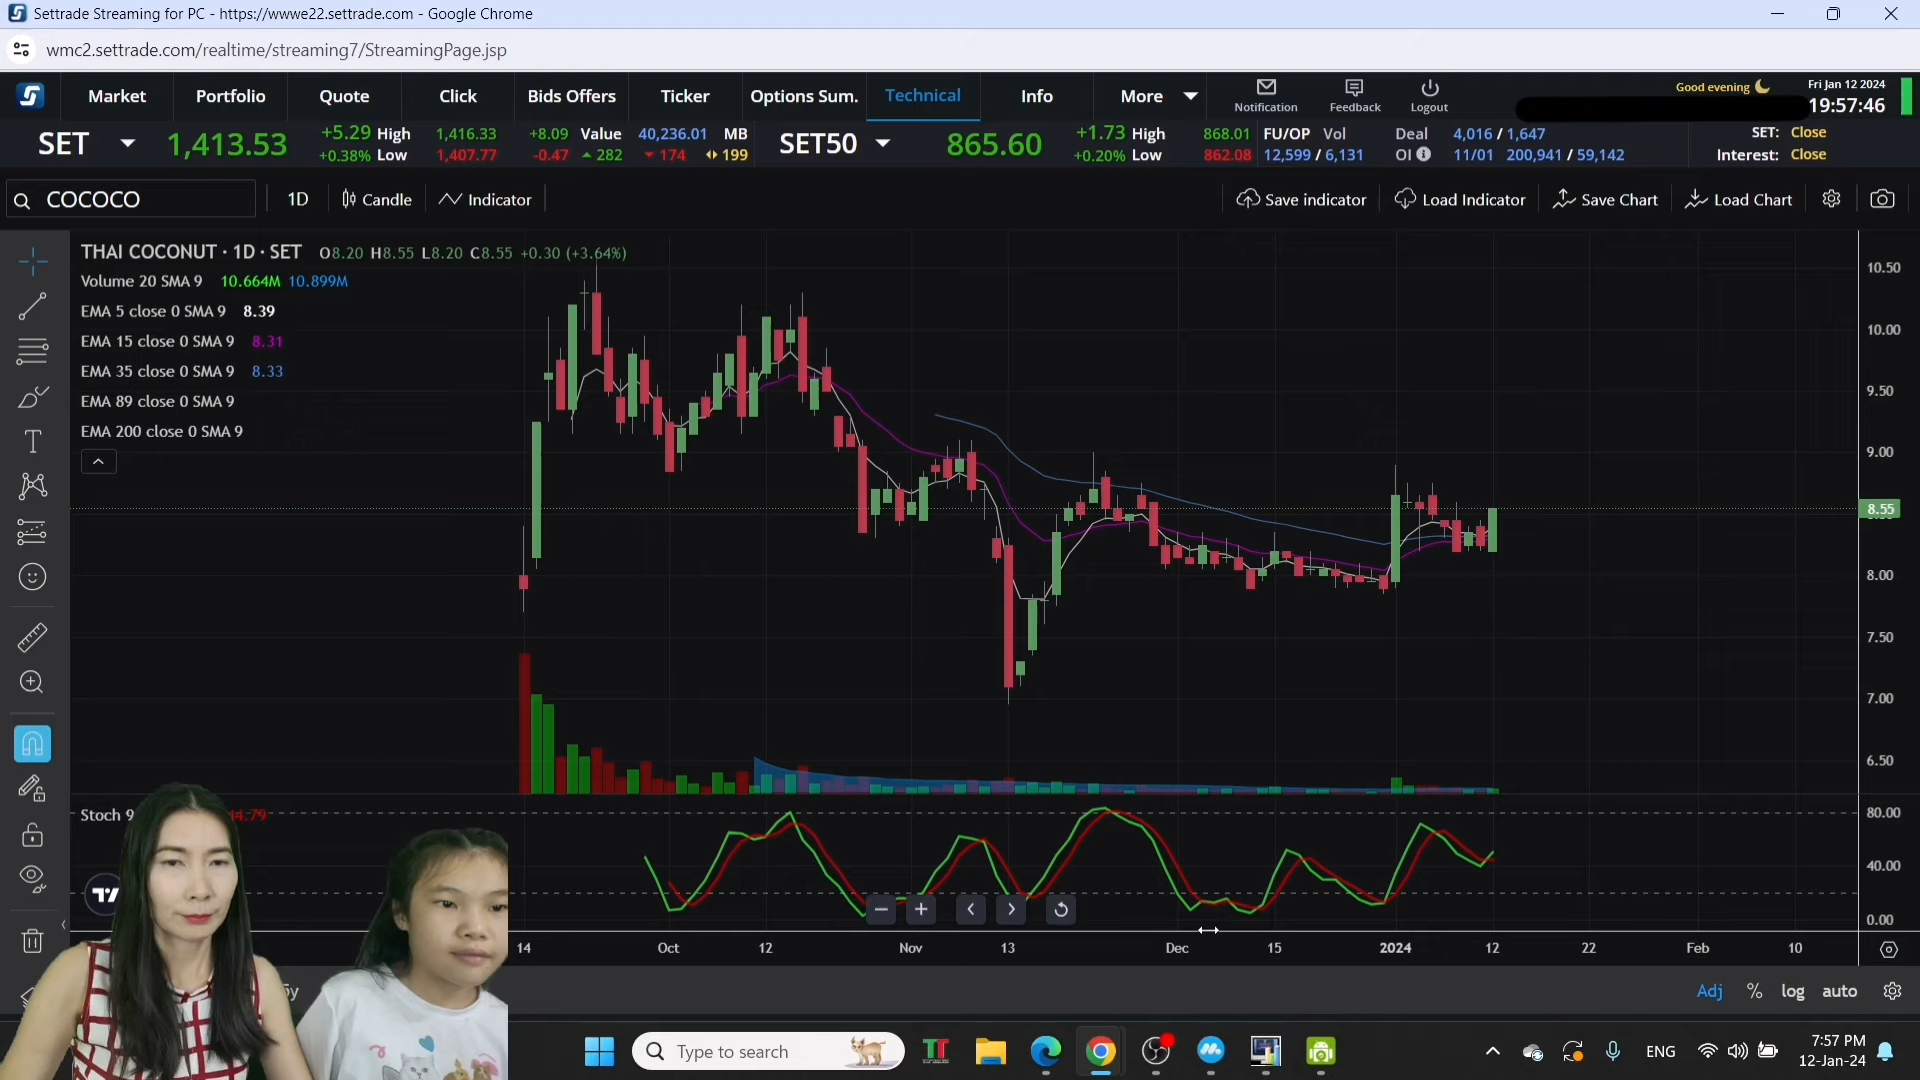 Settrade Streaming for PC - https://wwwe22.settrade.com - Google Chrome
wmc2.settrade.com/realtime/streaming7/StreamingPage.jsp
Market Portfolio Quote Click Bids Offers Ticker Options Sum. Technical Info More Notification Feedback Logout Good evening Fri Jan 12 2024
19:57:46
SET 1,413.53 +5.29 High 1,416.33 +8.09 Value 40,236.01 MB SET50 865.60 +1.73 High 868.01 FU/OP Vol Deal 4,016 / 1,647 SET: Close
+0.38% Low 1,407.77 -0.47 282 174 199 +0.20% Low 862.08 12,599 / 6,131 OI 11/01 200,941 / 59,142 Interest: Close
COCOCO 1D Candle Indicator Save indicator Load Indicator Save Chart Load Chart
THAI COCONUT · 1D · SET O8.20 H8.55 L8.20 C8.55 +0.30 (+3.64%)
Volume 20 SMA 9 10.664M 10.899M
EMA 5 close 0 SMA 9 8.39
EMA 15 close 0 SMA 9 8.31
EMA 35 close 0 SMA 9 8.33
EMA 89 close 0 SMA 9
EMA 200 close 0 SMA 9
10.50
10.00
9.50
9.00
8.55
8.00
7.50
7.00
6.50
Stoch 9
80.00
40.00
0.00
14 Oct 12 Nov 13 Dec 15 2024 12 22 Feb 10
Adj % log auto
Type to search
ENG
7:57 PM
12-Jan-24